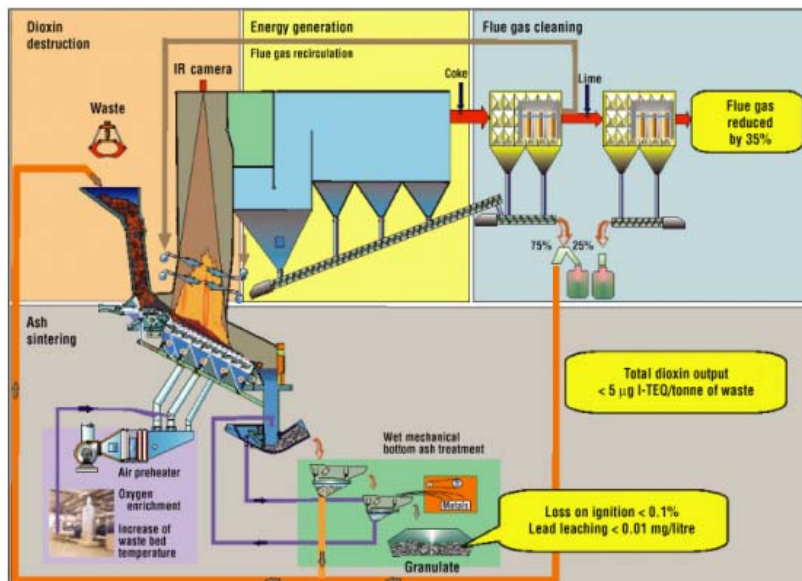 Dioxin
destruction
Energy generation
Flue gas cleaning
Flue gas recirculation
IR camera
Coke
Lime
Waste
Flue gas
reduced
by 35%
75%
25%
Ash
sintering
Total dioxin output
< 5 µg I-TEQ/tonne of waste
Wet mechanical
bottom ash treatment
Air preheater
Oxygen
enrichment
Increase of
waste bed
temperature
Metals
Loss on ignition < 0.1%
Lead leaching < 0.01 mg/litre
Granulate